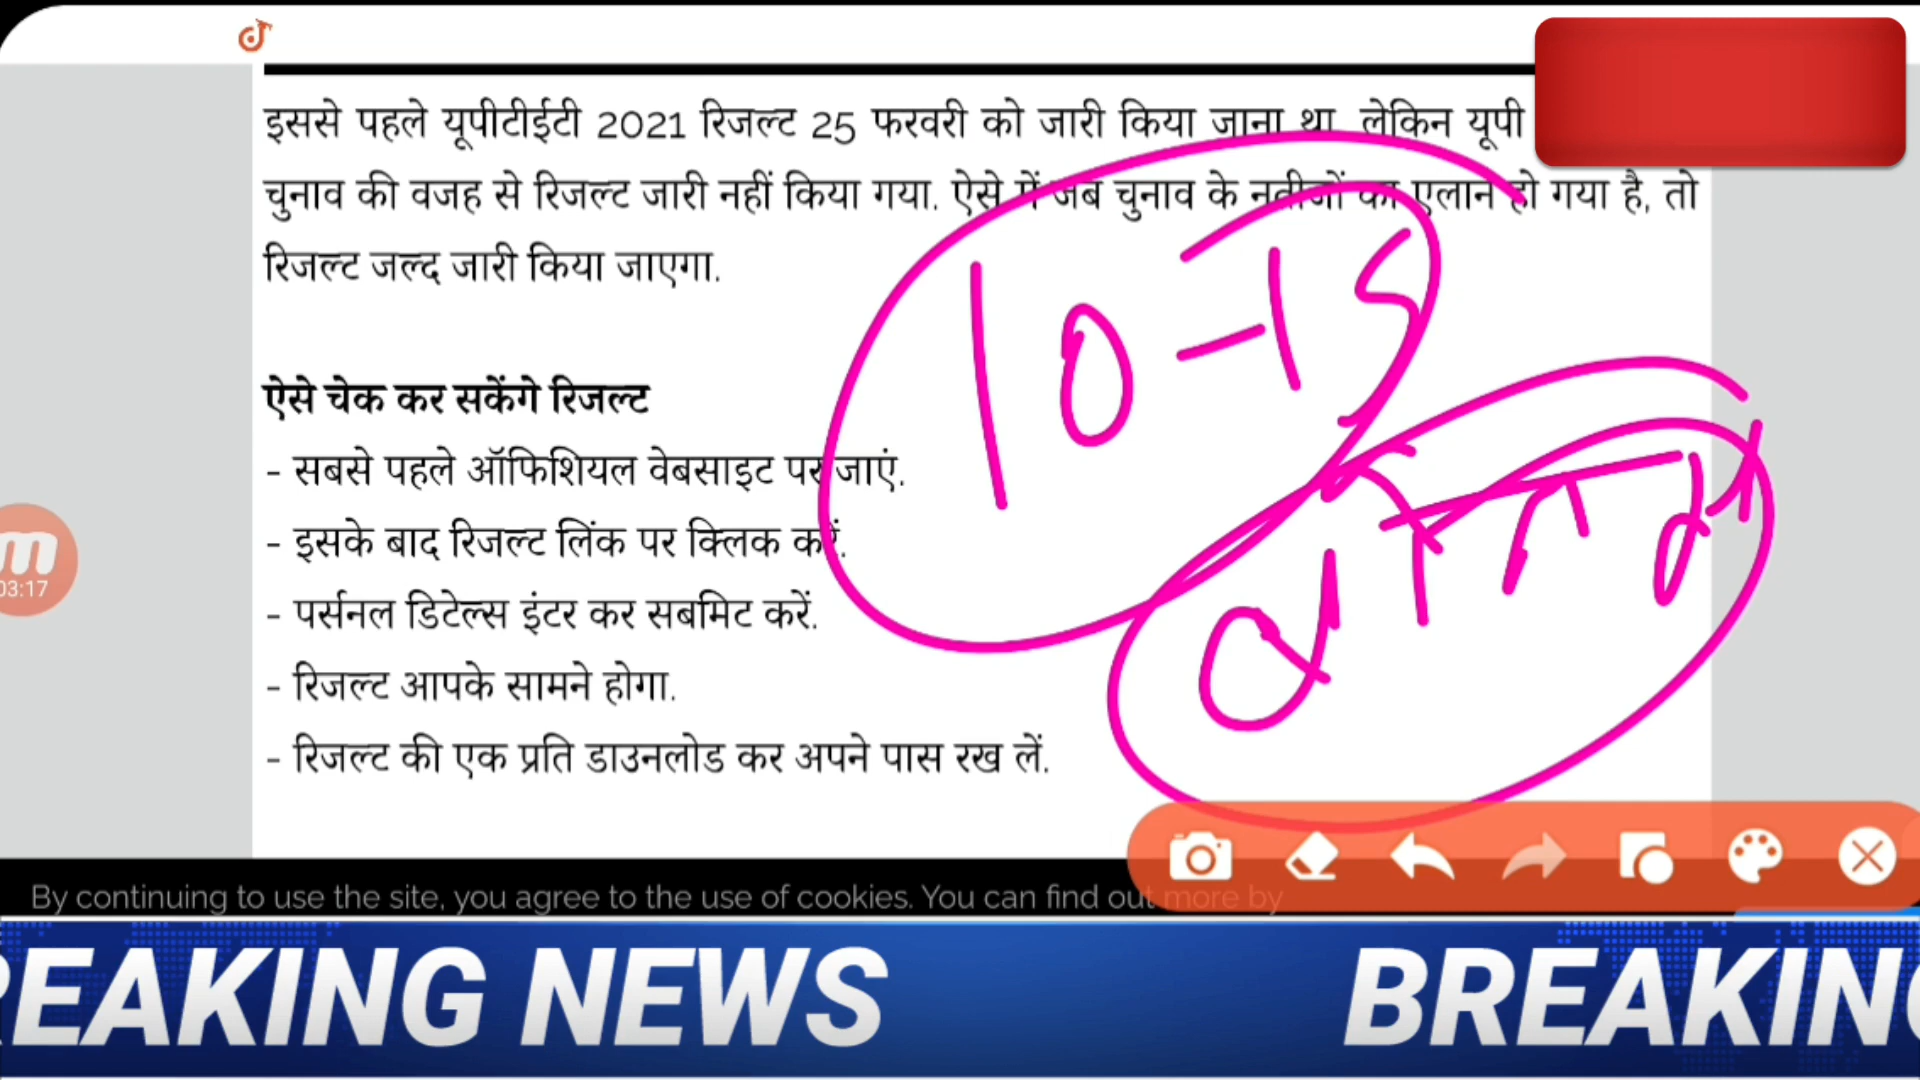 इससे पहले यूपीटीईटी 2021 रिजल्ट 25 फरवरी को जारी किया जाना था, लेकिन यूपी
चुनाव की वजह से रिजल्ट जारी नहीं किया गया. ऐसे में जब चुनाव के नतीजों का एलान हो गया है, तो
रिजल्ट जल्द जारी किया जाएगा.
10-15
ऐसे चेक कर सकेंगे रिजल्ट
- सबसे पहले ऑफिशियल वेबसाइट पर जाएं.
- इसके बाद रिजल्ट लिंक पर क्लिक करें.
- पर्सनल डिटेल्स इंटर कर सबमिट करें.
- रिजल्ट आपके सामने होगा.
- रिजल्ट की एक प्रति डाउनलोड कर अपने पास रख लें.
m
03:17
By continuing to use the site, you agree to the use of cookies. You can find out more by
REAKING NEWS BREAKING